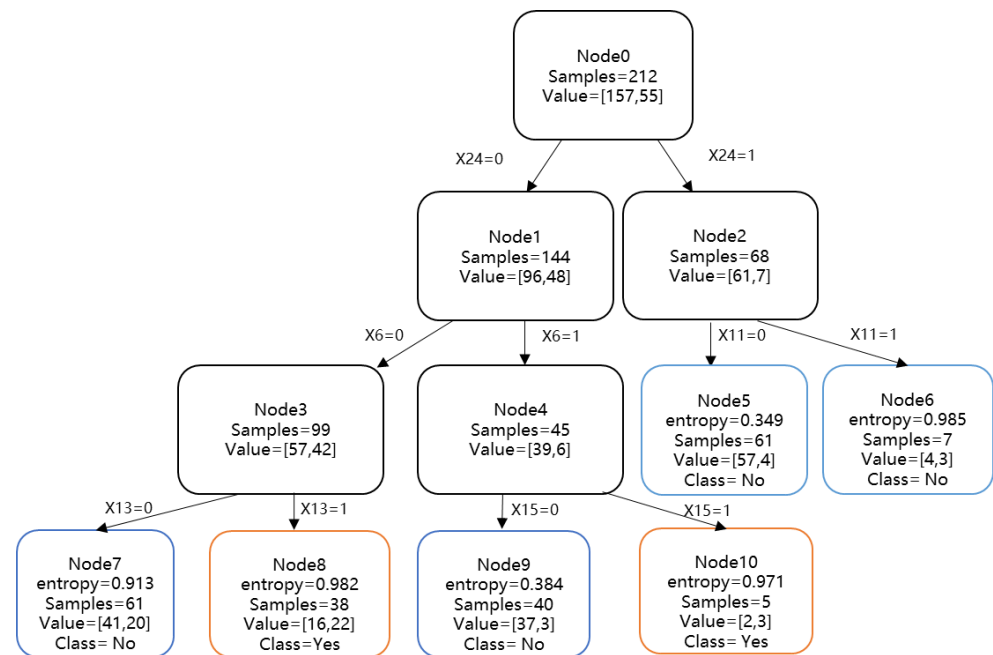 Node0
Samples=212
Value=[157,55]
X24=0
X24=1
Node1
Samples=144
Value=[96,48]
Node2
Samples=68
Value=[61,7]
X6=0
X6=1
X11=0
X11=1
Node3
Samples=99
Value=[57,42]
Node4
Samples=45
Value=[39,6]
Node5
entropy=0.349
Samples=61
Value=[57,4]
Class= No
Node6
entropy=0.985
Samples=7
Value=[4,3]
Class= No
X13=0
X13=1
X15=0
X15=1
Node7
entropy=0.913
Samples=61
Value=[41,20]
Class= No
Node8
entropy=0.982
Samples=38
Value=[16,22]
Class=Yes
Node9
entropy=0.384
Samples=40
Value=[37,3]
Class= No
Node10
entropy=0.971
Samples=5
Value=[2,3]
Class= Yes